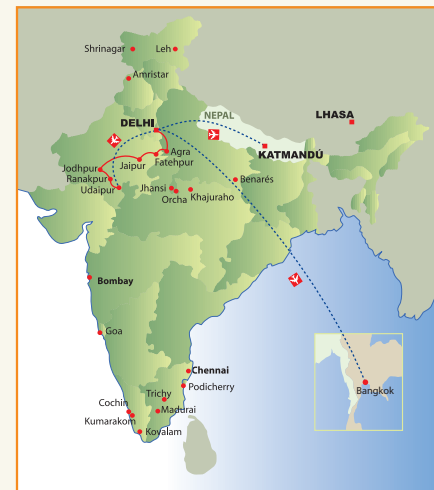 Shrinagar
Leh
Amristar
NEPAL
DELHI
LHASA
KATMANDÚ
Agra
Fatehpur
Jaipur
Jodhpur
Ranakpur
Udaipur
Jhansi
Orcha
Khajuraho
Benarés
Bombay
Goa
Chennai
Podicherry
Trichy
Madurai
Cochin
Kumarakom
Kovalam
Bangkok